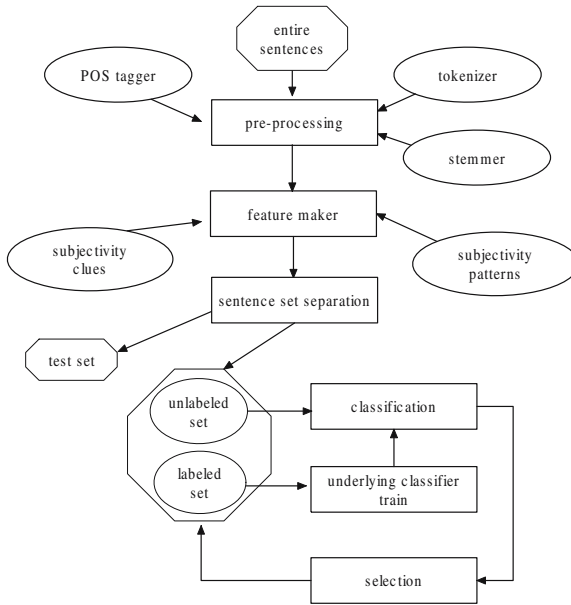 entire
sentences
POS tagger
tokenizer
pre-processing
stemmer
feature maker
subjectivity
clues
subjectivity
patterns
sentence set separation
test set
unlabeled
set
classification
labeled
set
underlying classifier
train
selection